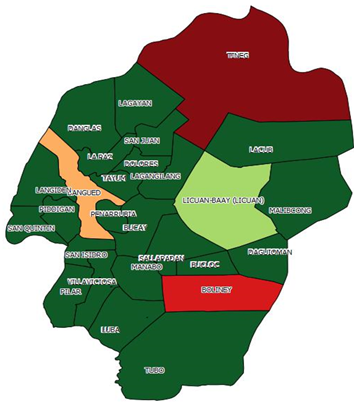 TINEG
LAGAYAN
DANGLAS
SAN JUAN
LACUB
LA PAZ
DOLORES
TAYUM
LAGANGILANG
LANGIDEN
BANGUED
LICUAN-BAAY (LICUAN)
MALIBCONG
PIDDIGAN
PENARRUBIA
SAN QUINTIN
BUCAY
SAN ISIDRO
SALLAPADAN
DAGUIOMAN
MANABO
BUCLOC
VILLAVICIOSA
PILAR
BOLINEY
LUBA
TUBO